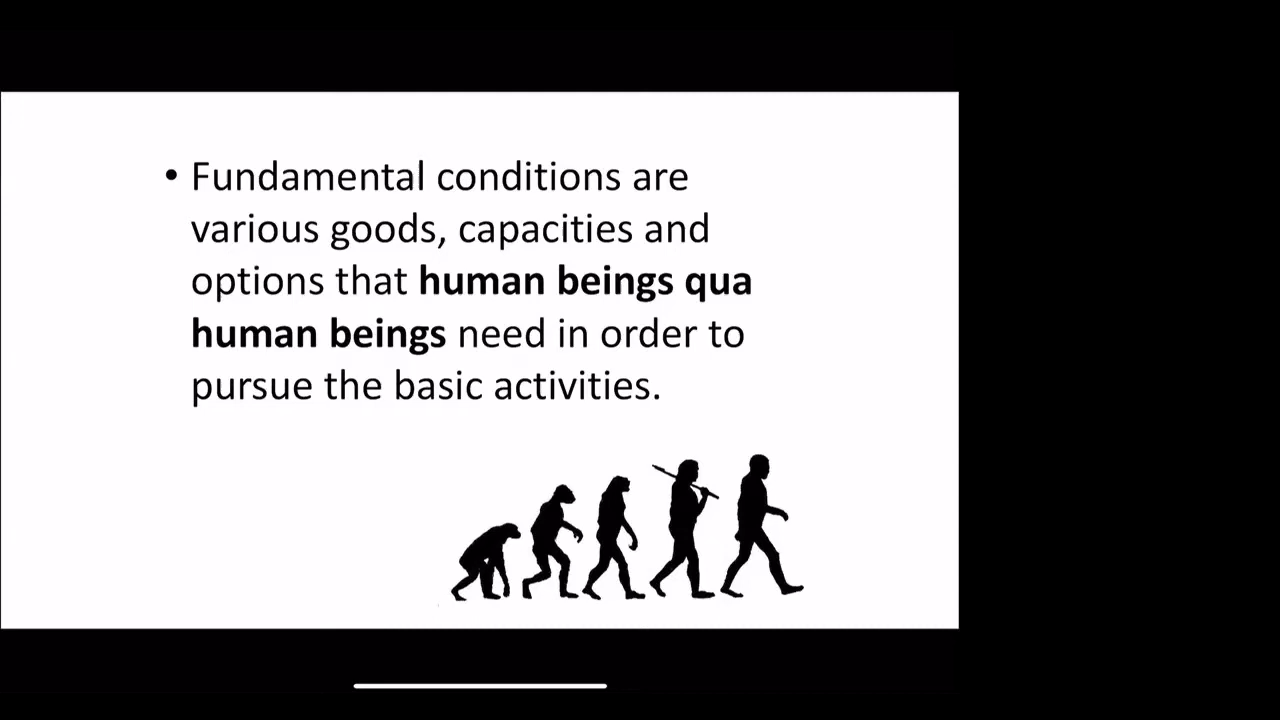 • Fundamental conditions are
various goods, capacities and
options that human beings qua
human beings need in order to
pursue the basic activities.